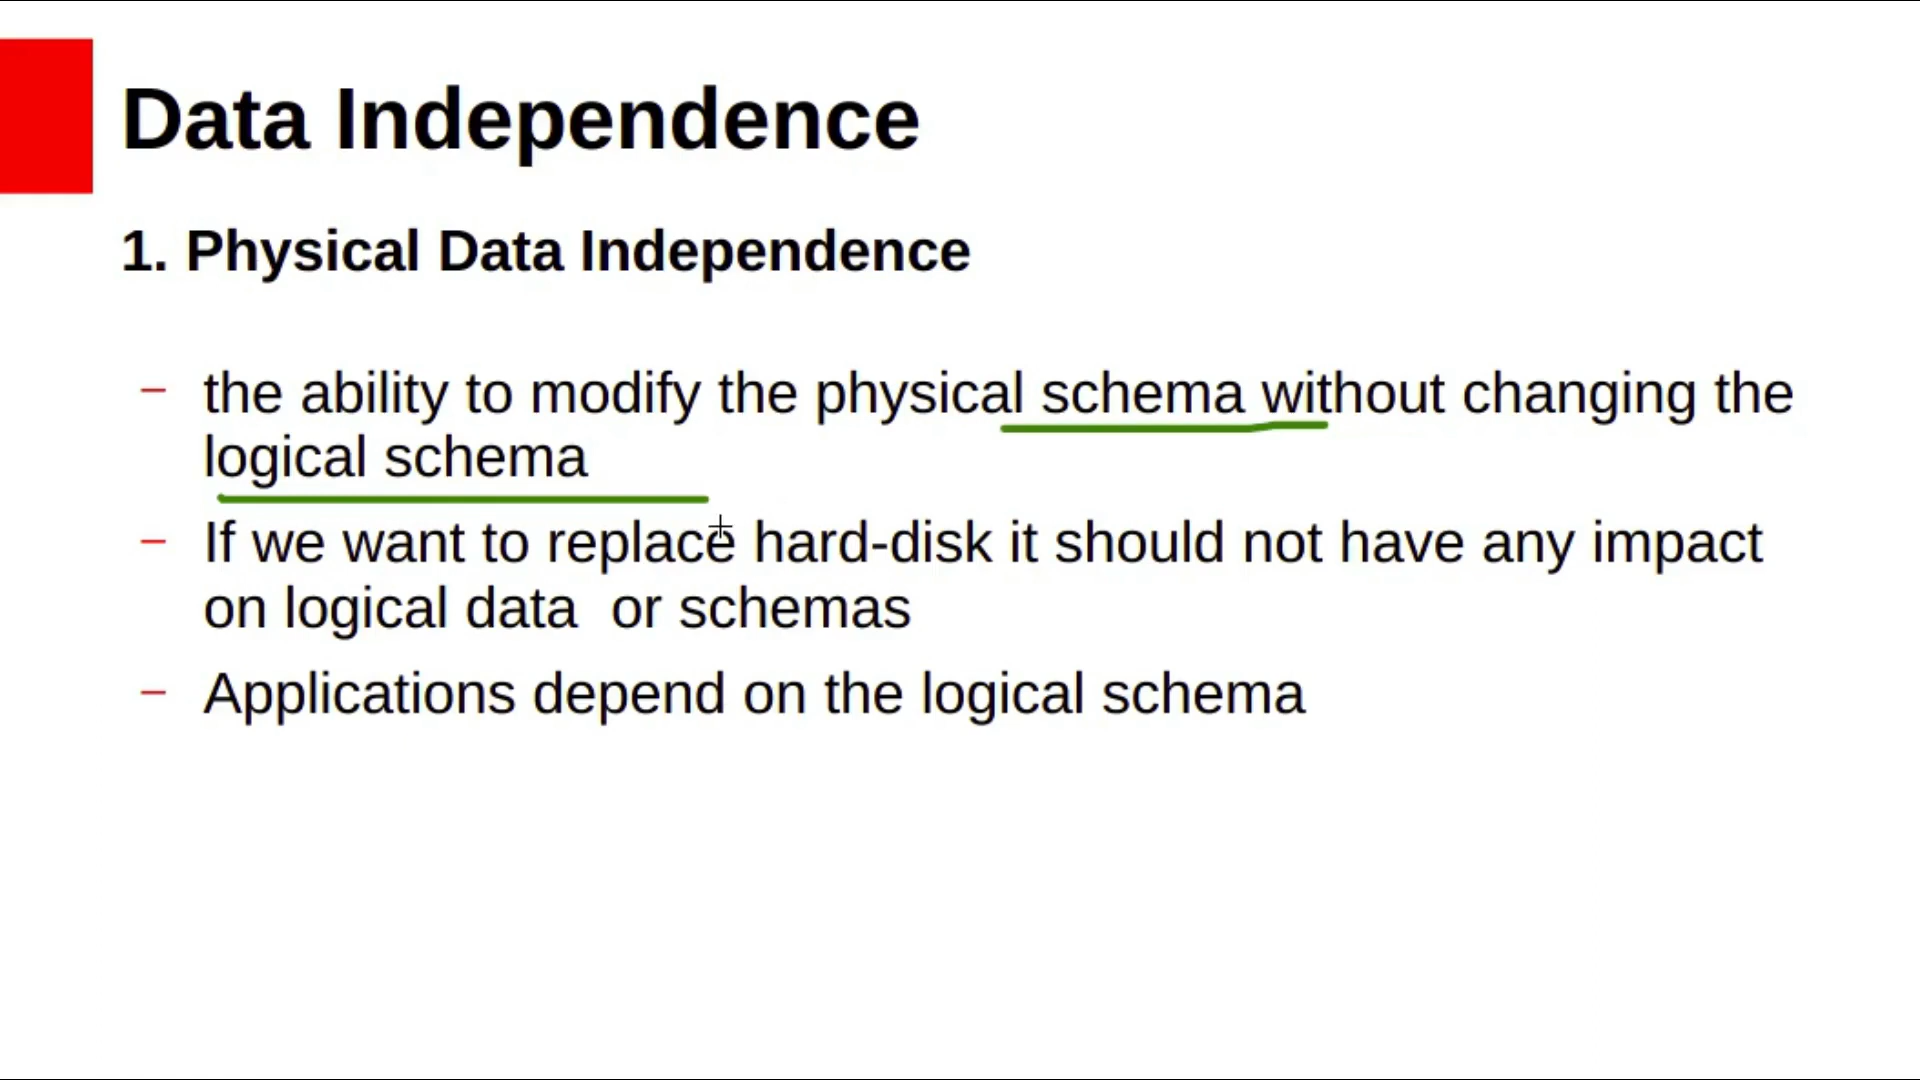 Data Independence
1. Physical Data Independence
– the ability to modify the physical schema without changing the
logical schema
– If we want to replace hard-disk it should not have any impact
on logical data  or schemas
– Applications depend on the logical schema